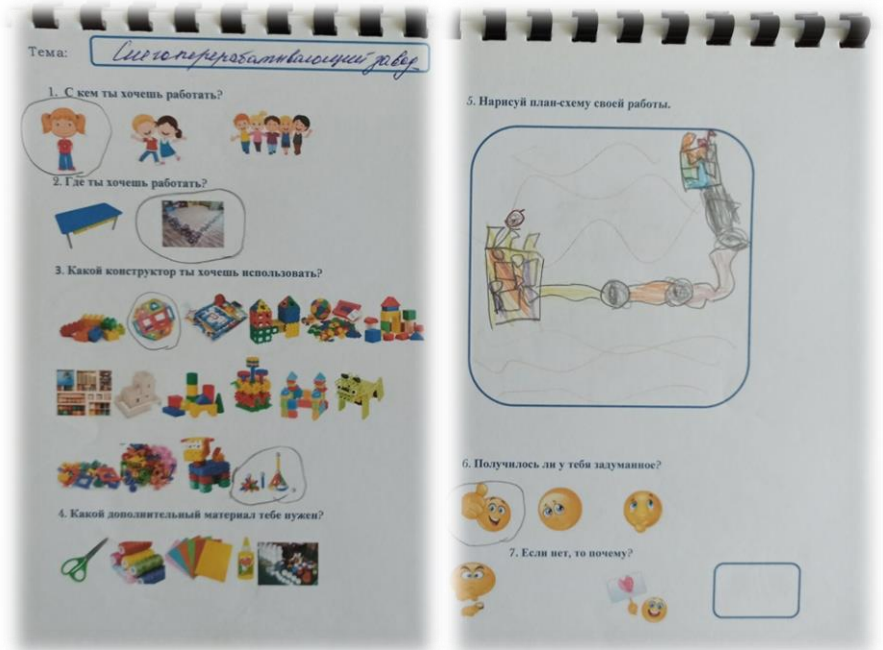 Тема: Снегоперерабатывающий завод
1. С кем ты хочешь работать?
2. Где ты хочешь работать?
3. Какой конструктор ты хочешь использовать?
4. Какой дополнительный материал тебе нужен?
5. Нарисуй план-схему своей работы.
6. Получилось ли у тебя задуманное?
7. Если нет, то почему?